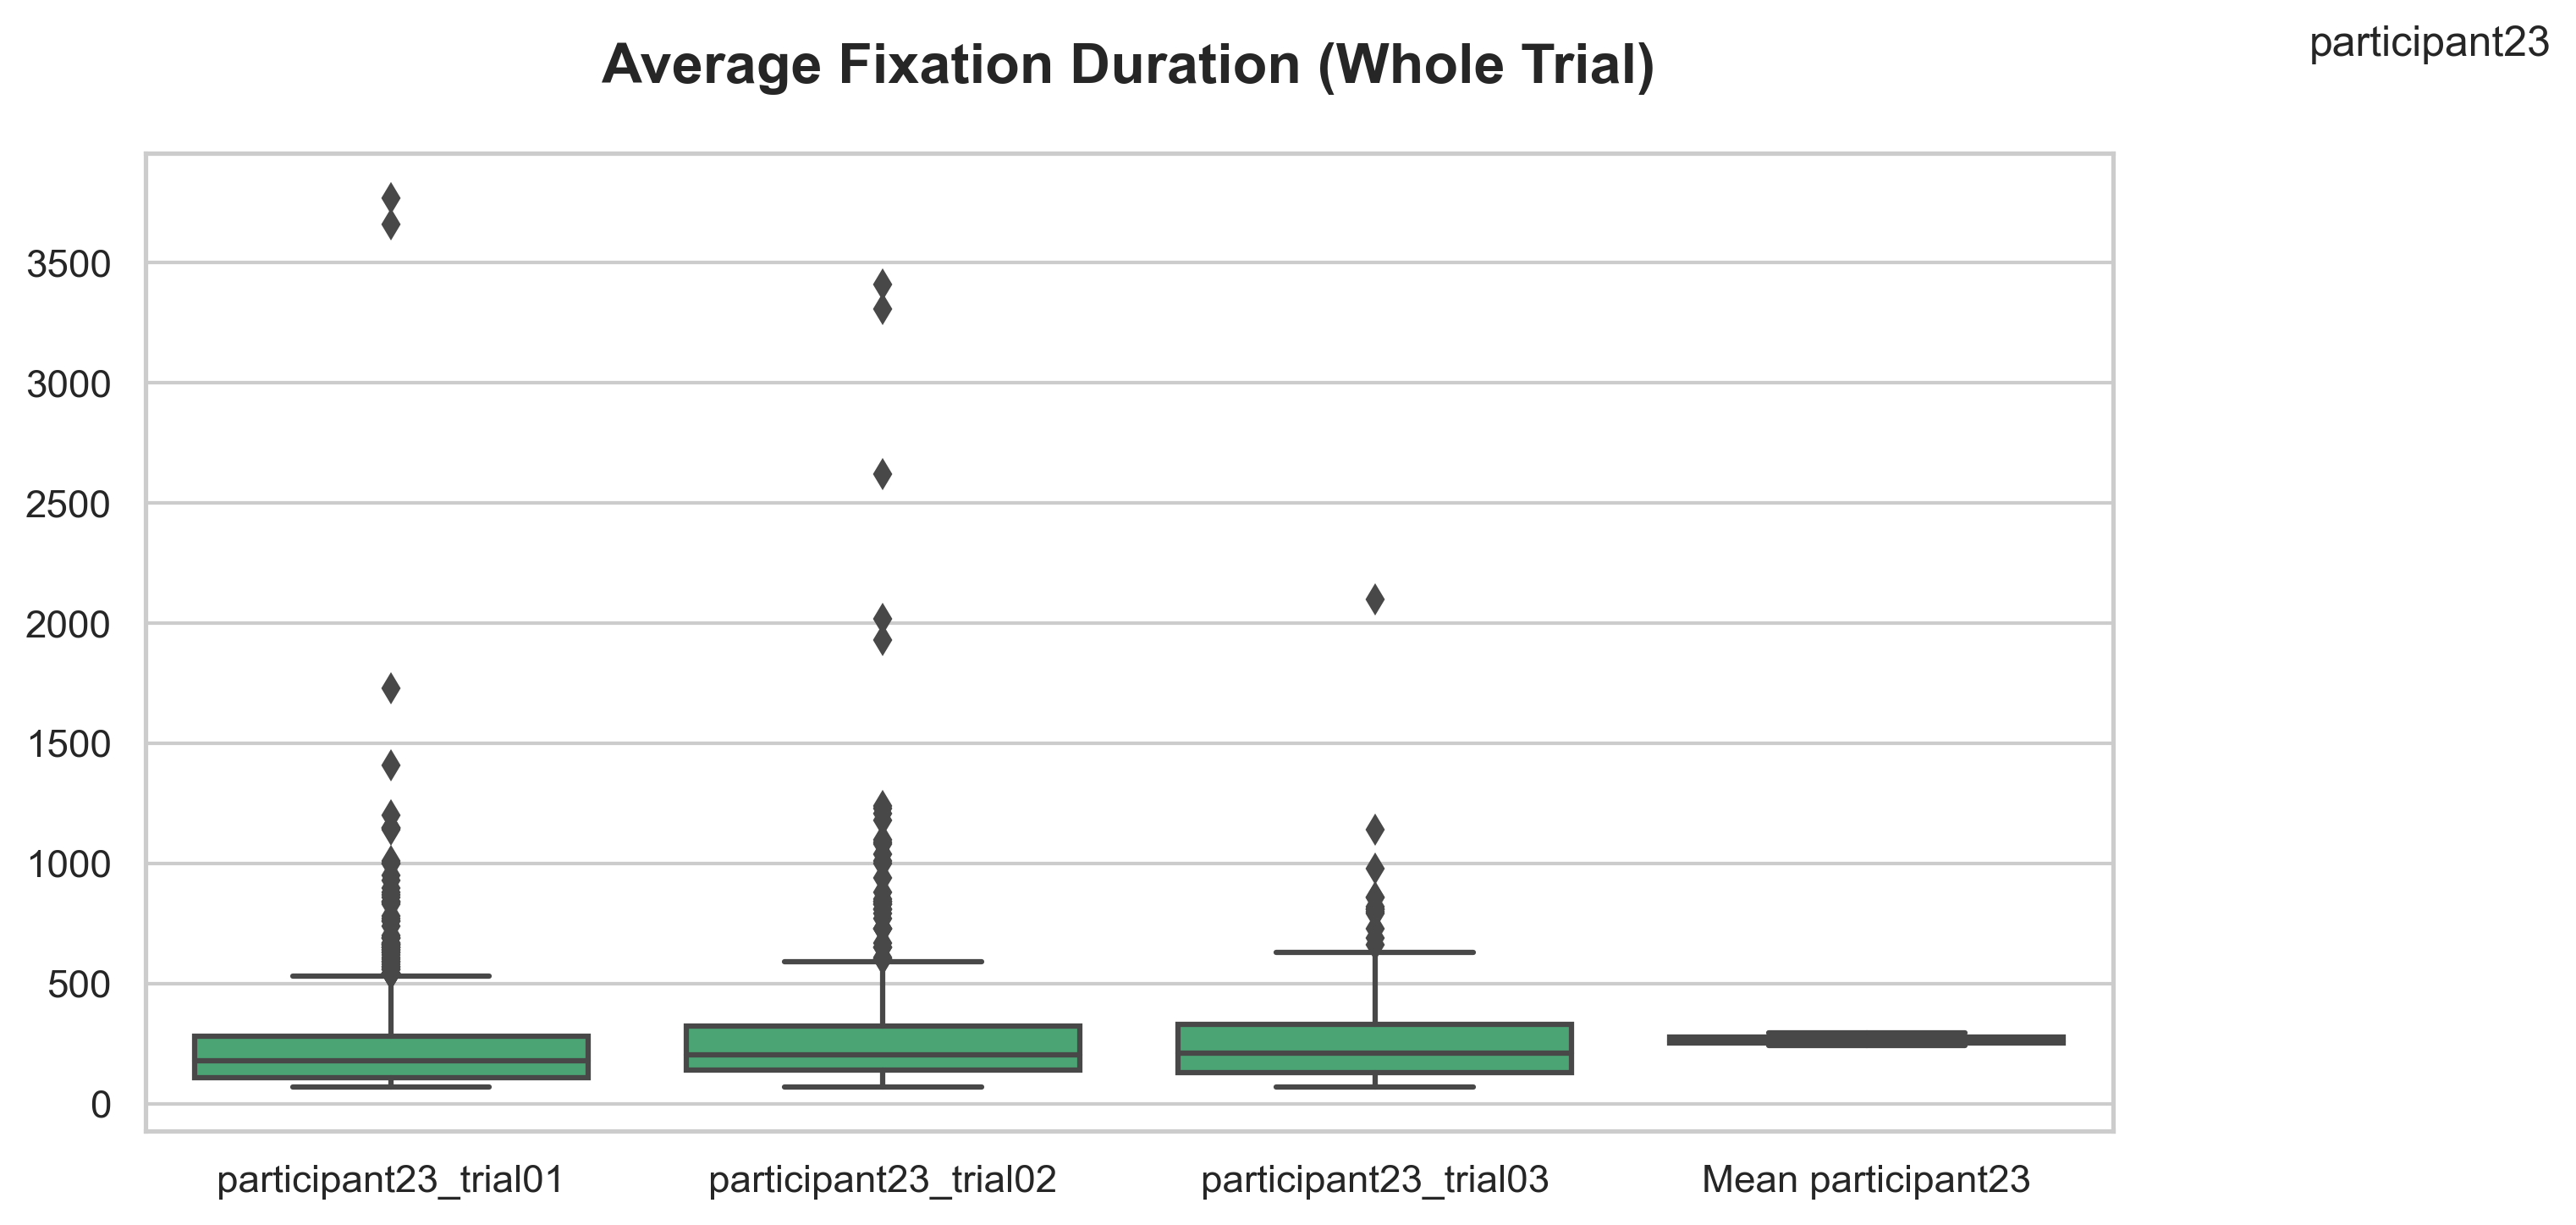 participant23
Average Fixation Duration (Whole Trial)
3500
3000
2500
2000
1500
1000
500
0
participant23_trial01 participant23_trial02 participant23_trial03 Mean participant23